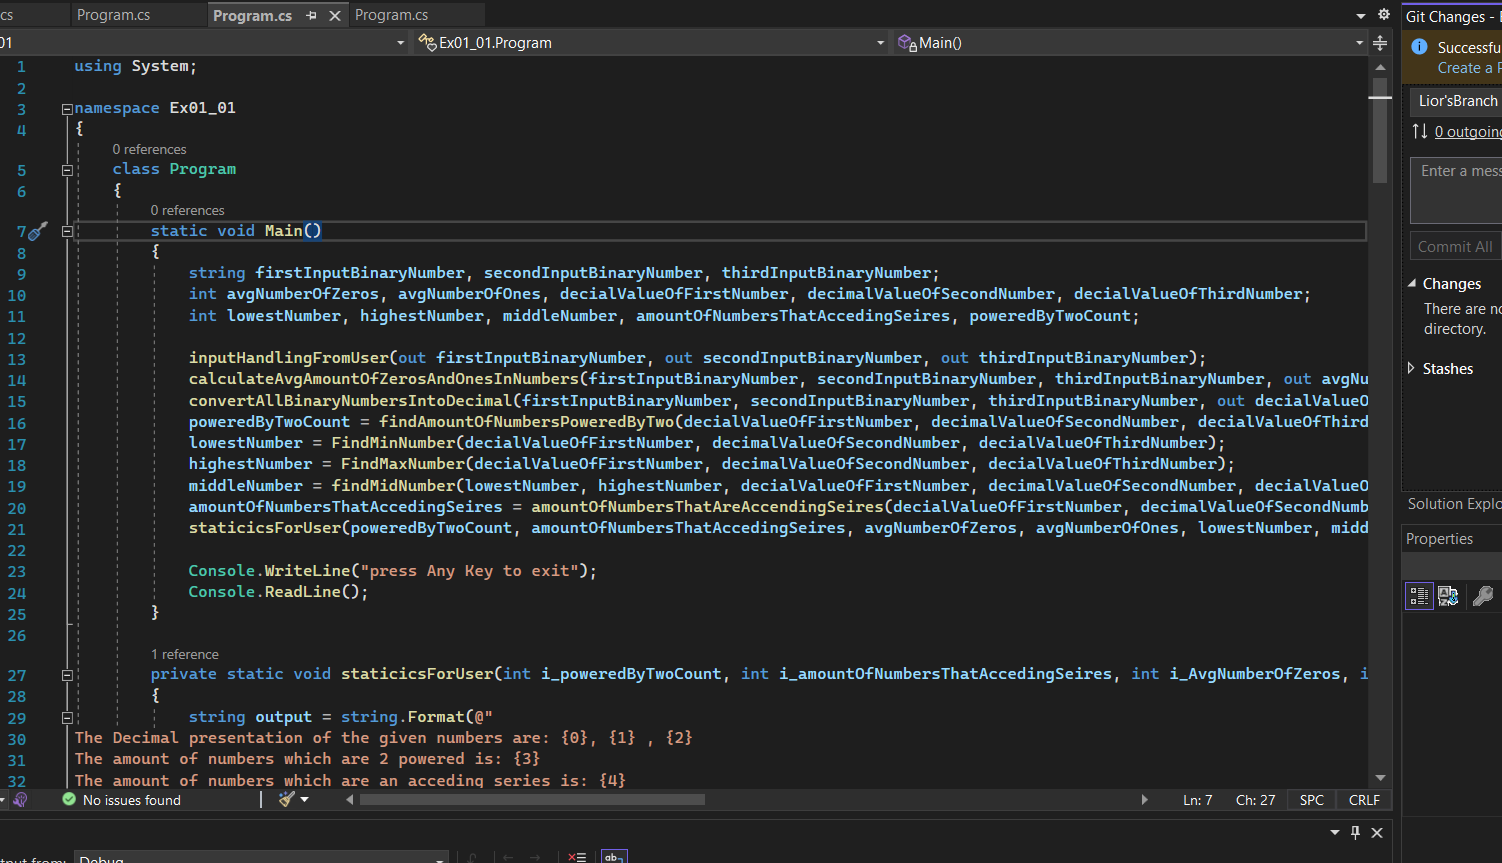 cs
Program.cs
Program.cs
Program.cs
01
Ex01_01.Program
Main()
1 using System;
2
3 namespace Ex01_01
4 {
0 references
5 class Program
6 {
0 references
7 static void Main()
8 {
9 string firstInputBinaryNumber, secondInputBinaryNumber, thirdInputBinaryNumber;
10 int avgNumberOfZeros, avgNumberOfOnes, decialValueOfFirstNumber, decimalValueOfSecondNumber, decialValueOfThirdNumber;
11 int lowestNumber, highestNumber, middleNumber, amountOfNumbersThatAccedingSeires, poweredByTwoCount;
12
13 inputHandlingFromUser(out firstInputBinaryNumber, out secondInputBinaryNumber, out thirdInputBinaryNumber);
14 calculateAvgAmountOfZerosAndOnesInNumbers(firstInputBinaryNumber, secondInputBinaryNumber, thirdInputBinaryNumber, out avgNu
15 convertAllBinaryNumbersIntoDecimal(firstInputBinaryNumber, secondInputBinaryNumber, thirdInputBinaryNumber, out decialValueO
16 poweredByTwoCount = findAmountOfNumbersPoweredByTwo(decialValueOfFirstNumber, decimalValueOfSecondNumber, decialValueOfThird
17 lowestNumber = FindMinNumber(decialValueOfFirstNumber, decimalValueOfSecondNumber, decialValueOfThirdNumber);
18 highestNumber = FindMaxNumber(decialValueOfFirstNumber, decimalValueOfSecondNumber, decialValueOfThirdNumber);
19 middleNumber = findMidNumber(lowestNumber, highestNumber, decialValueOfFirstNumber, decimalValueOfSecondNumber, decialValueO
20 amountOfNumbersThatAccedingSeires = amountOfNumbersThatAreAccendingSeires(decialValueOfFirstNumber, decimalValueOfSecondNumb
21 staticicsForUser(poweredByTwoCount, amountOfNumbersThatAccedingSeires, avgNumberOfZeros, avgNumberOfOnes, lowestNumber, midd
22
23 Console.WriteLine("press Any Key to exit");
24 Console.ReadLine();
25 }
26
1 reference
27 private static void staticicsForUser(int i_poweredByTwoCount, int i_amountOfNumbersThatAccedingSeires, int i_AvgNumberOfZeros, i
28 {
29 string output = string.Format(@"
30 The Decimal presentation of the given numbers are: {0}, {1} , {2}
31 The amount of numbers which are 2 powered is: {3}
32 The amount of numbers which are an acceding series is: {4}
No issues found
Ln: 7 Ch: 27 SPC CRLF
Debug
Git Changes -
Successfu
Create a P
Lior'sBranch
0 outgoing
Enter a mess
Commit All
Changes
There are no
directory.
Stashes
Solution Explo
Properties